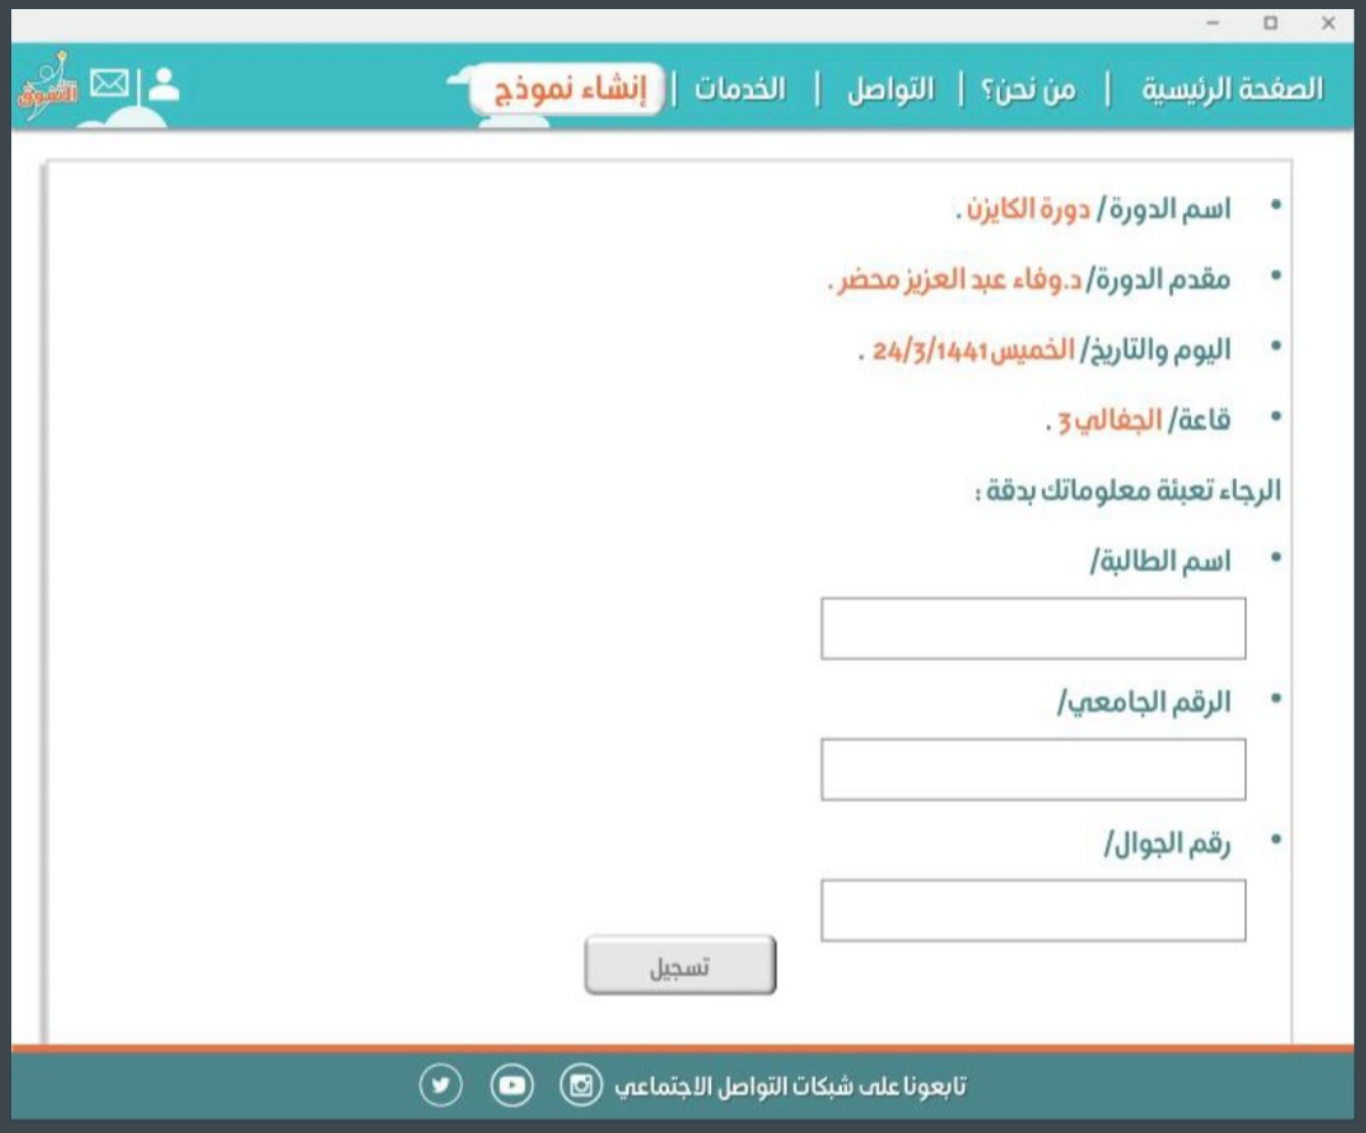 الصفحة الرئيسية | من نحن؟ | التواصل | الخدمات | إنشاء نموذج
التسوق
• اسم الدورة/ دورة الكايزن .
• مقدم الدورة/ د.وفاء عبد العزيز محضر .
• اليوم والتاريخ/ الخميس 24/3/1441 .
• قاعة/ الجفالي 3 .
الرجاء تعبئة معلوماتك بدقة :
• اسم الطالبة/
• الرقم الجامعي/
• رقم الجوال/
تسجيل
تابعونا على شبكات التواصل الاجتماعي